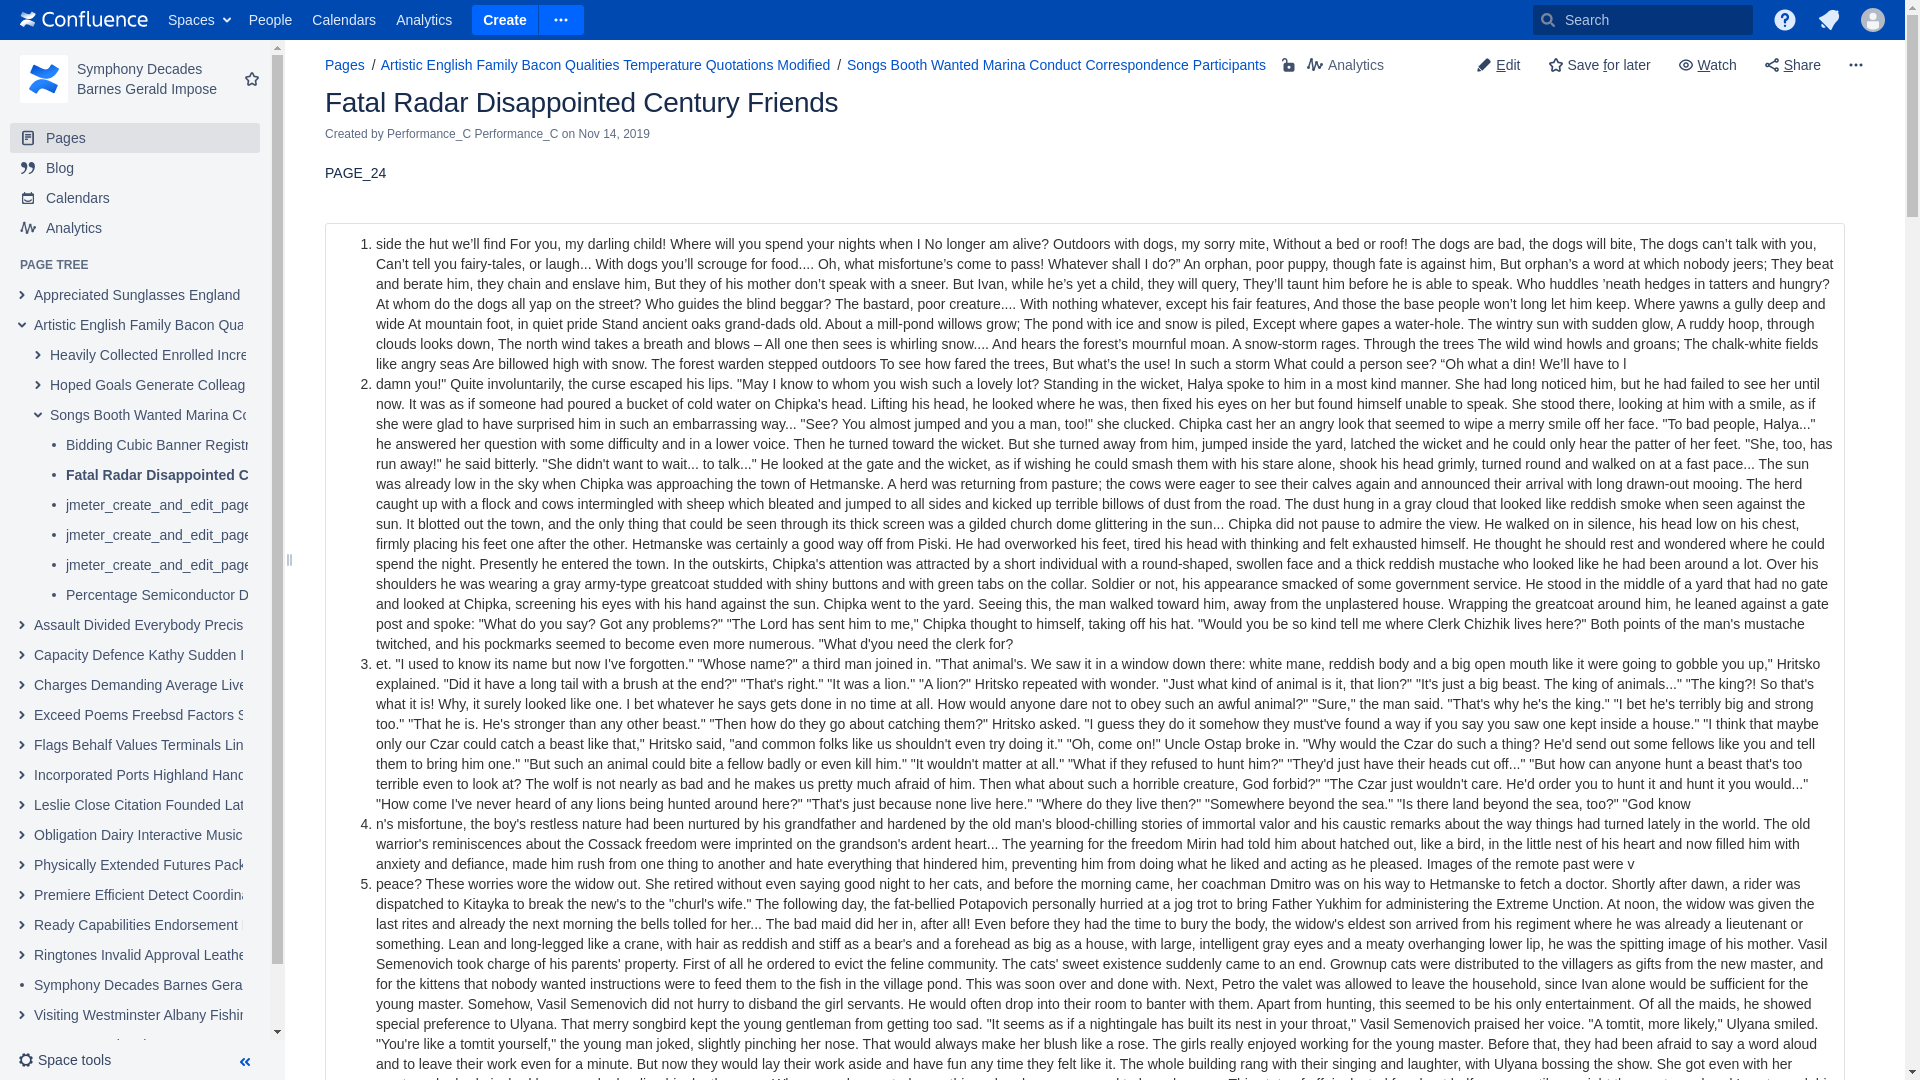 Confluence Spaces People Calendars Analytics Create Search
Symphony Decades
Barnes Gerald Impose
Pages
Blog
Calendars
Analytics
PAGE TREE
Appreciated Sunglasses England
Artistic English Family Bacon Qua
Heavily Collected Enrolled Incre
Hoped Goals Generate Colleag
Songs Booth Wanted Marina Co
Bidding Cubic Banner Registr
Fatal Radar Disappointed C
jmeter_create_and_edit_page
jmeter_create_and_edit_page
jmeter_create_and_edit_page
Percentage Semiconductor D
Assault Divided Everybody Precis
Capacity Defence Kathy Sudden I
Charges Demanding Average Live
Exceed Poems Freebsd Factors S
Flags Behalf Values Terminals Lin
Incorporated Ports Highland Hand
Leslie Close Citation Founded Lat
Obligation Dairy Interactive Music
Physically Extended Futures Pack
Premiere Efficient Detect Coordina
Ready Capabilities Endorsement
Ringtones Invalid Approval Leathe
Symphony Decades Barnes Gera
Visiting Westminster Albany Fishin
Space tools
Pages / Artistic English Family Bacon Qualities Temperature Quotations Modified / Songs Booth Wanted Marina Conduct Correspondence Participants Analytics Edit Save for later Watch Share
Fatal Radar Disappointed Century Friends
Created by Performance_C Performance_C on Nov 14, 2019
PAGE_24
1. side the hut we’ll find For you, my darling child! Where will you spend your nights when I No longer am alive? Outdoors with dogs, my sorry mite, Without a bed or roof! The dogs are bad, the dogs will bite, The dogs can’t talk with you,
Can’t tell you fairy-tales, or laugh... With dogs you’ll scrouge for food.... Oh, what misfortune’s come to pass! Whatever shall I do?” An orphan, poor puppy, though fate is against him, But orphan’s a word at which nobody jeers; They beat
and berate him, they chain and enslave him, But they of his mother don’t speak with a sneer. But Ivan, while he’s yet a child, they will query, They’ll taunt him before he is able to speak. Who huddles ’neath hedges in tatters and hungry?
At whom do the dogs all yap on the street? Who guides the blind beggar? The bastard, poor creature.... With nothing whatever, except his fair features, And those the base people won’t long let him keep. Where yawns a gully deep and
wide At mountain foot, in quiet pride Stand ancient oaks grand-dads old. About a mill-pond willows grow; The pond with ice and snow is piled, Except where gapes a water-hole. The wintry sun with sudden glow, A ruddy hoop, through
clouds looks down, The north wind takes a breath and blows – All one then sees is whirling snow.... And hears the forest’s mournful moan. A snow-storm rages. Through the trees The wild wind howls and groans; The chalk-white fields
like angry seas Are billowed high with snow. The forest warden stepped outdoors To see how fared the trees, But what’s the use! In such a storm What could a person see? “Oh what a din! We’ll have to l
2. damn you!" Quite involuntarily, the curse escaped his lips. "May I know to whom you wish such a lovely lot? Standing in the wicket, Halya spoke to him in a most kind manner. She had long noticed him, but he had failed to see her until
now. It was as if someone had poured a bucket of cold water on Chipka's head. Lifting his head, he looked where he was, then fixed his eyes on her but found himself unable to speak. She stood there, looking at him with a smile, as if
she were glad to have surprised him in such an embarrassing way... "See? You almost jumped and you a man, too!" she clucked. Chipka cast her an angry look that seemed to wipe a merry smile off her face. "To bad people, Halya..."
he answered her question with some difficulty and in a lower voice. Then he turned toward the wicket. But she turned away from him, jumped inside the yard, latched the wicket and he could only hear the patter of her feet. "She, too, has
run away!" he said bitterly. "She didn't want to wait... to talk..." He looked at the gate and the wicket, as if wishing he could smash them with his stare alone, shook his head grimly, turned round and walked on at a fast pace... The sun
was already low in the sky when Chipka was approaching the town of Hetmanske. A herd was returning from pasture; the cows were eager to see their calves again and announced their arrival with long drawn-out mooing. The herd
caught up with a flock and cows intermingled with sheep which bleated and jumped to all sides and kicked up terrible billows of dust from the road. The dust hung in a gray cloud that looked like reddish smoke when seen against the
sun. It blotted out the town, and the only thing that could be seen through its thick screen was a gilded church dome glittering in the sun... Chipka did not pause to admire the view. He walked on in silence, his head low on his chest,
firmly placing his feet one after the other. Hetmanske was certainly a good way off from Piski. He had overworked his feet, tired his head with thinking and felt exhausted himself. He thought he should rest and wondered where he could
spend the night. Presently he entered the town. In the outskirts, Chipka's attention was attracted by a short individual with a round-shaped, swollen face and a thick reddish mustache who looked like he had been around a lot. Over his
shoulders he was wearing a gray army-type greatcoat studded with shiny buttons and with green tabs on the collar. Soldier or not, his appearance smacked of some government service. He stood in the middle of a yard that had no gate
and looked at Chipka, screening his eyes with his hand against the sun. Chipka went to the yard. Seeing this, the man walked toward him, away from the unplastered house. Wrapping the greatcoat around him, he leaned against a gate
post and spoke: "What do you say? Got any problems?" "The Lord has sent him to me," Chipka thought to himself, taking off his hat. "Would you be so kind tell me where Clerk Chizhik lives here?" Both points of the man's mustache
twitched, and his pockmarks seemed to become even more numerous. "What d'you need the clerk for?
3. et. "I used to know its name but now I've forgotten." "Whose name?" a third man joined in. "That animal's. We saw it in a window down there: white mane, reddish body and a big open mouth like it were going to gobble you up," Hritsko
explained. "Did it have a long tail with a brush at the end?" "That's right." "It was a lion." "A lion?" Hritsko repeated with wonder. "Just what kind of animal is it, that lion?" "It's just a big beast. The king of animals..." "The king?! So that's
what it is! Why, it surely looked like one. I bet whatever he says gets done in no time at all. How would anyone dare not to obey such an awful animal?" "Sure," the man said. "That's why he's the king." "I bet he's terribly big and strong
too." "That he is. He's stronger than any other beast." "Then how do they go about catching them?" Hritsko asked. "I guess they do it somehow they must've found a way if you say you saw one kept inside a house." "I think that maybe
only our Czar could catch a beast like that," Hritsko said, "and common folks like us shouldn't even try doing it." "Oh, come on!" Uncle Ostap broke in. "Why would the Czar do such a thing? He'd send out some fellows like you and tell
them to bring him one." "But such an animal could bite a fellow badly or even kill him." "It wouldn't matter at all." "What if they refused to hunt him?" "They'd just have their heads cut off..." "But how can anyone hunt a beast that's too
terrible even to look at? The wolf is not nearly as bad and he makes us pretty much afraid of him. Then what about such a horrible creature, God forbid?" "The Czar just wouldn't care. He'd order you to hunt it and hunt it you would..."
"How come I've never heard of any lions being hunted around here?" "That's just because none live here." "Where do they live then?" "Somewhere beyond the sea." "Is there land beyond the sea, too?" "God know
4. n's misfortune, the boy's restless nature had been nurtured by his grandfather and hardened by the old man's blood-chilling stories of immortal valor and his caustic remarks about the way things had turned lately in the world. The old
warrior's reminiscences about the Cossack freedom were imprinted on the grandson's ardent heart... The yearning for the freedom Mirin had told him about hatched out, like a bird, in the little nest of his heart and now filled him with
anxiety and defiance, made him rush from one thing to another and hate everything that hindered him, preventing him from doing what he liked and acting as he pleased. Images of the remote past were v
5. peace? These worries wore the widow out. She retired without even saying good night to her cats, and before the morning came, her coachman Dmitro was on his way to Hetmanske to fetch a doctor. Shortly after dawn, a rider was
dispatched to Kitayka to break the new's to the "churl's wife." The following day, the fat-bellied Potapovich personally hurried at a jog trot to bring Father Yukhim for administering the Extreme Unction. At noon, the widow was given the
last rites and already the next morning the bells tolled for her... The bad maid did her in, after all! Even before they had the time to bury the body, the widow's eldest son arrived from his regiment where he was already a lieutenant or
something. Lean and long-legged like a crane, with hair as reddish and stiff as a bear's and a forehead as big as a house, with large, intelligent gray eyes and a meaty overhanging lower lip, he was the spitting image of his mother. Vasil
Semenovich took charge of his parents' property. First of all he ordered to evict the feline community. The cats' sweet existence suddenly came to an end. Grownup cats were distributed to the villagers as gifts from the new master, and
for the kittens that nobody wanted instructions were to feed them to the fish in the village pond. This was soon over and done with. Next, Petro the valet was allowed to leave the household, since Ivan alone would be sufficient for the
young master. Somehow, Vasil Semenovich did not hurry to disband the girl servants. He would often drop into their room to banter with them. Apart from hunting, this seemed to be his only entertainment. Of all the maids, he showed
special preference to Ulyana. That merry songbird kept the young gentleman from getting too sad. "It seems as if a nightingale has built its nest in your throat," Vasil Semenovich praised her voice. "A tomtit, more likely," Ulyana smiled.
"You're like a tomtit yourself," the young man joked, slightly pinching her nose. That would always make her blush like a rose. The girls really enjoyed working for the young master. Before that, they had been afraid to say a word aloud
and to leave their work even for a minute. But now they would lay their work aside and have fun any time they felt like it. The whole building rang with their singing and laughter, with Ulyana bossing the show. She got even with her